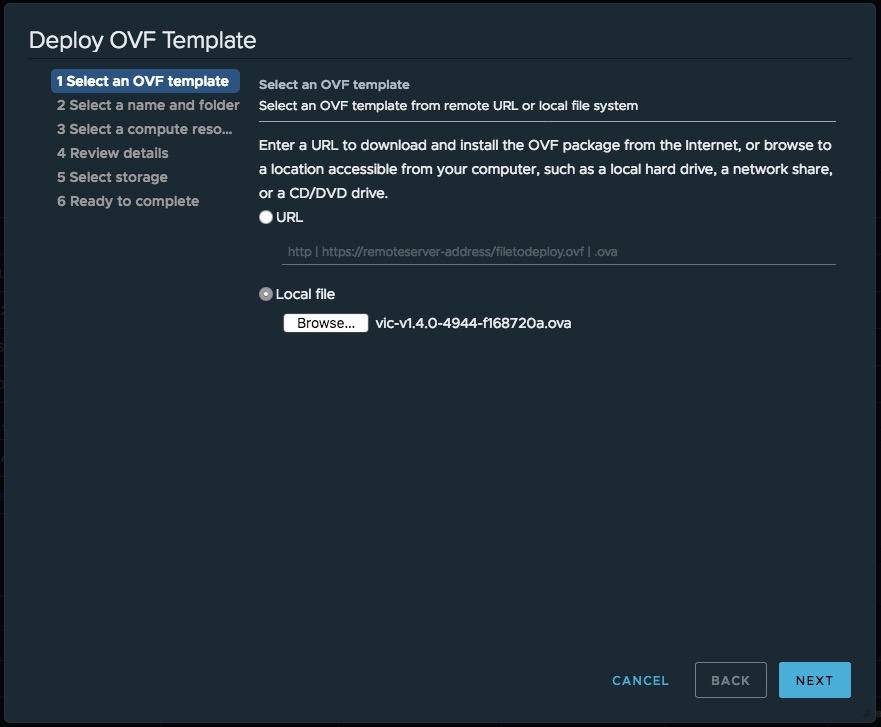 Deploy OVF Template
1 Select an OVF template
2 Select a name and folder
3 Select a compute reso...
4 Review details
5 Select storage
6 Ready to complete
Select an OVF template
Select an OVF template from remote URL or local file system
Enter a URL to download and install the OVF package from the Internet, or browse to
a location accessible from your computer, such as a local hard drive, a network share,
or a CD/DVD drive.
URL
http | https://remoteserver-address/filetodeploy.ovf | .ova
Local file
Browse... vic-v1.4.0-4944-f168720a.ova
CANCEL BACK NEXT